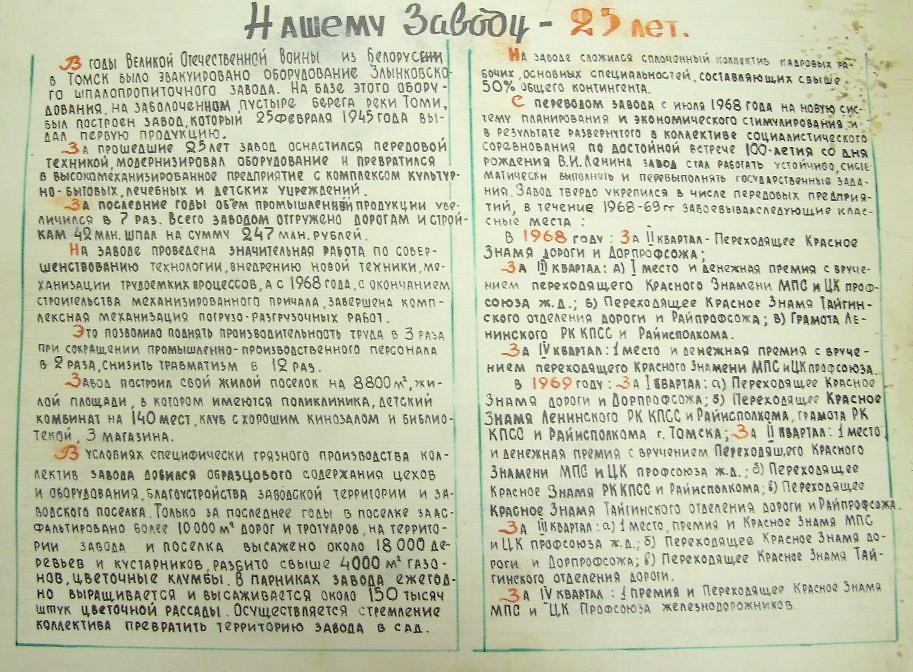 Нашему Заводу - 25 лет.
В годы Великой Отечественной Войны из Белоруссии
в Томск было эвакуировано оборудование Злынковско-
го шпалопропиточного завода. На базе этого обору-
дования, на заболоченном пустыре берега реки Томи,
был построен завод, который 25 февраля 1945 года вы-
дал первую продукцию.
За прошедшие 25 лет завод оснастился передовой
техникой, модернизировал оборудование и превратился
в высокомеханизированное предприятие с комплексом культур-
но-бытовых, лечебных и детских учреждений.
За последние годы объём промышленной продукции уве-
личился в 7 раз. Всего заводом отгружено дорогам и строй-
кам 42 млн. шпал на сумму 247 млн. рублей.
На заводе проведена значительная работа по совер-
шенствованию технологии, внедрению новой техники, ме-
ханизации трудоемких процессов, а с 1968 года, с окончанием
строительства механизированного причала, завершена комп-
лексная механизация погрузо-разгрузочных работ.
Это позволило поднять производительность труда в 3 раза
при сокращении промышленно-производственного персонала
в 2 раза, снизить травматизм в 12 раз.
Завод построил свой жилой поселок на 8800 м², жи-
лой площади, в котором имеются поликлиника, детский
комбинат на 140 мест, клуб с хорошим кинозалом и библио-
текой, 3 магазина.
В условиях специфически грязного производства кол-
лектив завода добился образцового содержания цехов
и оборудования, благоустройства заводской территории и за-
водского поселка. Только за последнее годы в поселке заас-
фальтировано более 10000 м² дорог и тротуаров, на террито-
рии завода и поселка высажено около 18000 де-
ревьев и кустарников, разбито свыше 4000 м² газо-
нов, цветочные клумбы. В парниках завода ежегод-
но выращивается и высаживается около 150 тысяч
штук цветочной рассады. Осуществляется стремление
коллектива превратить территорию завода в сад.
На заводе сложился сплоченный коллектив кадровых ра-
бочих, основных специальностей, составляющих свыше
50% общего контингента.
С переводом завода с июля 1968 года на новую сис-
тему планирования и экономического стимулирования и
в результате развернутого в коллективе социалистического
соревнования по достойной встрече 100-летия со дня
рождения В.И. Ленина завод стал работать устойчиво, систе-
матически выполнять и перевыполнять государственные зада-
ния. Завод твердо укрепился в числе передовых предприя-
тий, в течение 1968-69 гг завоевывая следующие клас-
сные места:
В 1968 году: За II квартал - Переходящее Красное
Знамя дороги и Дорпрофсожа;
За III квартал: а) I место и денежная премия с вруче-
нием переходящего Красного Знамени МПС и ЦК проф-
союза ж.д.; в) Переходящее Красное Знамя Тайгин-
ского отделения дороги и Райпрофсожа; в) Грамота Ле-
нинского РК КПСС и Райисполкома.
За IV квартал: 1 место и денежная премия с вруче-
нием переходящего Красного Знамени МПС и ЦК профсоюза.
В 1969 году: За I квартал: а) Переходящее Красное
Знамя дороги и Дорпрофсожа; б) Переходящее Красное
Знамя Ленинского РК КПСС и Райисполкома, грамота РК
КПСС и Райисполкома г. Томска; За II квартал: 1 место
и денежная премия с вручением Переходящего Красного
Знамени МПС и ЦК профсоюза ж.д.; б) Переходящее
Красное Знамя РК КПСС и Райисполкома; в) Переходящее
Красное Знамя Тайгинского отделения дороги и Райпрофсожа.
За III квартал: а) 1 место, премия и Красное Знамя МПС
и ЦК профсоюза ж.д.; б) Переходящее Красное Знамя до-
роги и Дорпрофсожа; в) Переходящее Красное Знамя Тай-
гинского отделения дороги.
За IV квартал: 1 премия и Переходящее Красное Знамя
МПС и ЦК Профсоюза железнодорожников.